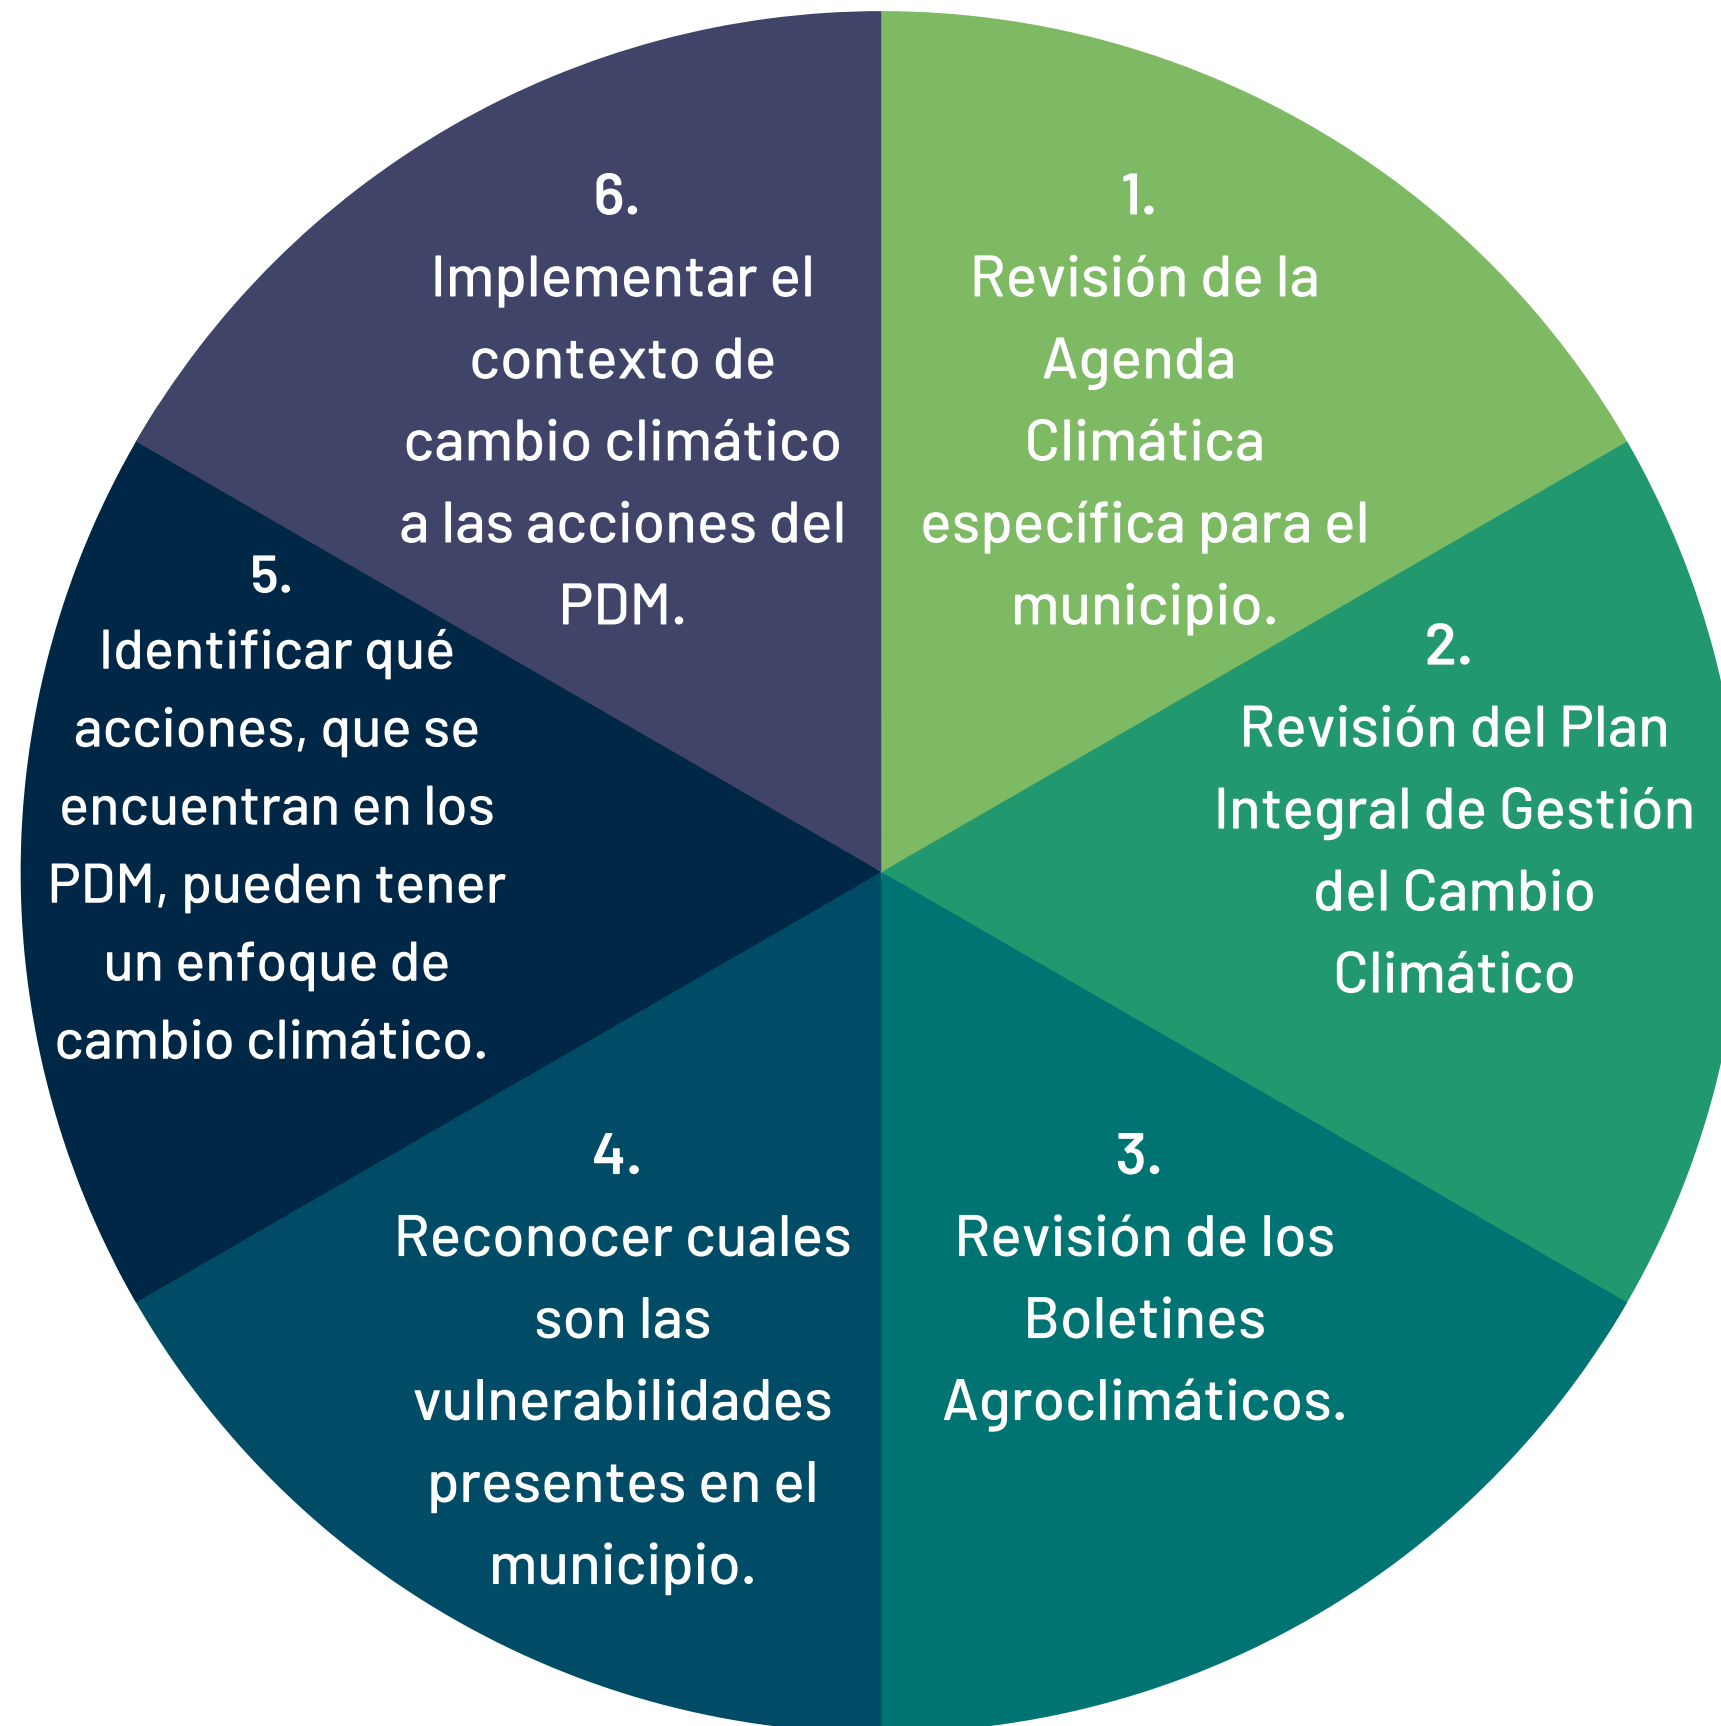 1.
Revisión de la
Agenda
Climática
específica para el
municipio.
2.
Revisión del Plan
Integral de Gestión
del Cambio
Climático
3.
Revisión de los
Boletines
Agroclimáticos.
4.
Reconocer cuales
son las
vulnerabilidades
presentes en el
municipio.
5.
Identificar qué
acciones, que se
encuentran en los
PDM, pueden tener
un enfoque de
cambio climático.
6.
Implementar el
contexto de
cambio climático
a las acciones del
PDM.